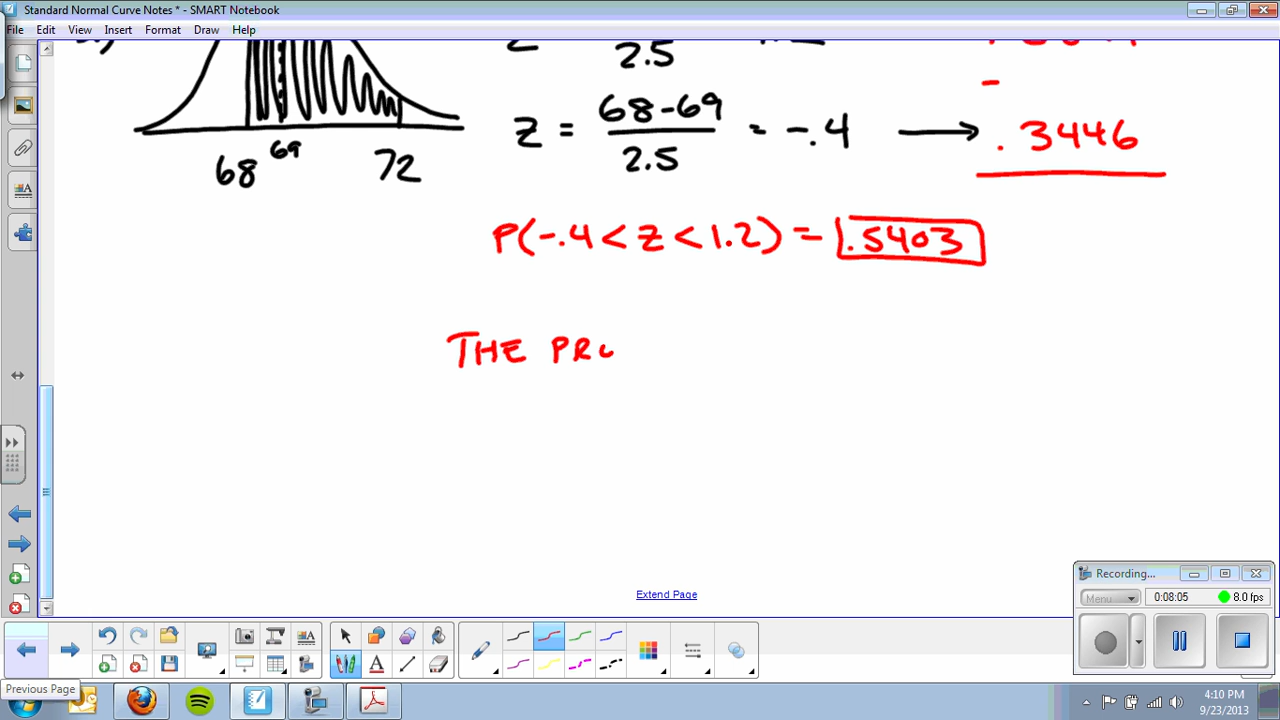 Standard Normal Curve Notes * - SMART Notebook
File Edit View Insert Format Draw Help
2.5
z = 68-69 / 2.5 = -.4 → .3446
-
68 69 72
P(-.4 < z < 1.2) = .5403
THE PRO
Extend Page
Recording...
Menu 0:08:05 8.0 fps
Previous Page
4:10 PM
9/23/2013